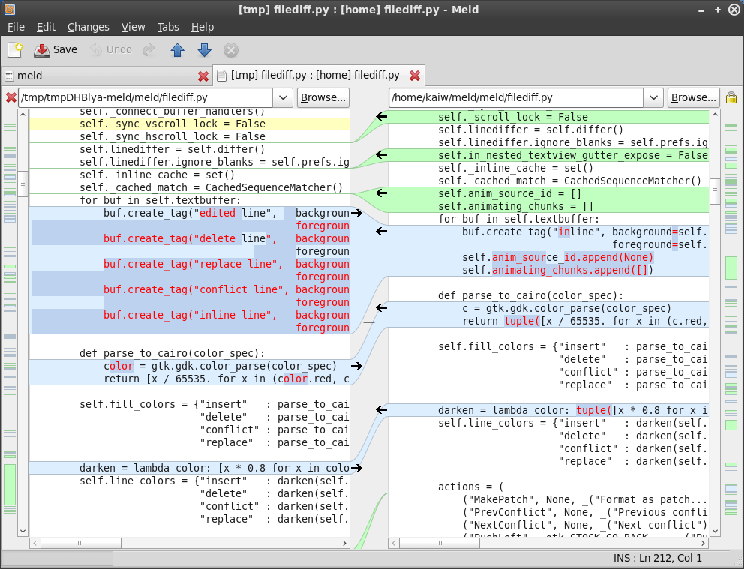 [tmp] filediff.py : [home] filediff.py - Meld
File Edit Changes View Tabs Help
Save Undo
meld
[tmp] filediff.py : [home] filediff.py
/tmp/tmpDHBlya-meld/meld/filediff.py
Browse...
/home/kaiw/meld/meld/filediff.py
Browse...
self._connect_buffer_handlers()
self._sync_vscroll_lock = False
self._sync_hscroll_lock = False
self.linediffer = self.differ()
self.linediffer.ignore_blanks = self.prefs.ig
self._inline_cache = set()
self._cached_match = CachedSequenceMatcher()
for buf in self.textbuffer:
buf.create_tag("edited line", backgroun
foregroun
buf.create_tag("delete line", backgroun
foregroun
buf.create_tag("replace line", backgroun
foregroun
buf.create_tag("conflict line", backgroun
foregroun
buf.create_tag("inline line", backgroun
foregroun
def parse_to_cairo(color_spec):
color = gtk.gdk.color_parse(color_spec)
return [x / 65535. for x in (color.red, c
self.fill_colors = {"insert" : parse_to_cai
"delete" : parse_to_cai
"conflict" : parse_to_cai
"replace" : parse_to_cai
darken = lambda color: [x * 0.8 for x in colo
self.line_colors = {"insert" : darken(self.
"delete" : darken(self.
"conflict" : darken(self.
"replace" : darken(self.
self._scroll_lock = False
self.linediffer = self.differ()
self.linediffer.ignore_blanks = self.prefs.ig
self.in_nested_textview_gutter_expose = False
self._inline_cache = set()
self._cached_match = CachedSequenceMatcher()
self.anim_source_id = []
self.animating_chunks = []
for buf in self.textbuffer:
buf.create_tag("inline", background=self.
foreground=self.
self.anim_source_id.append(None)
self.animating_chunks.append([])
def parse_to_cairo(color_spec):
c = gtk.gdk.color_parse(color_spec)
return tuple([x / 65535. for x in (c.red,
self.fill_colors = {"insert" : parse_to_cai
"delete" : parse_to_cai
"conflict" : parse_to_cai
"replace" : parse_to_cai
darken = lambda color: tuple([x * 0.8 for x i
self.line_colors = {"insert" : darken(self.
"delete" : darken(self.
"conflict" : darken(self.
"replace" : darken(self.
actions = (
("MakePatch", None, _("Format as patch...
("PrevConflict", None, _("Previous confli
("NextConflict", None, _("Next conflict")
INS : Ln 212, Col 1